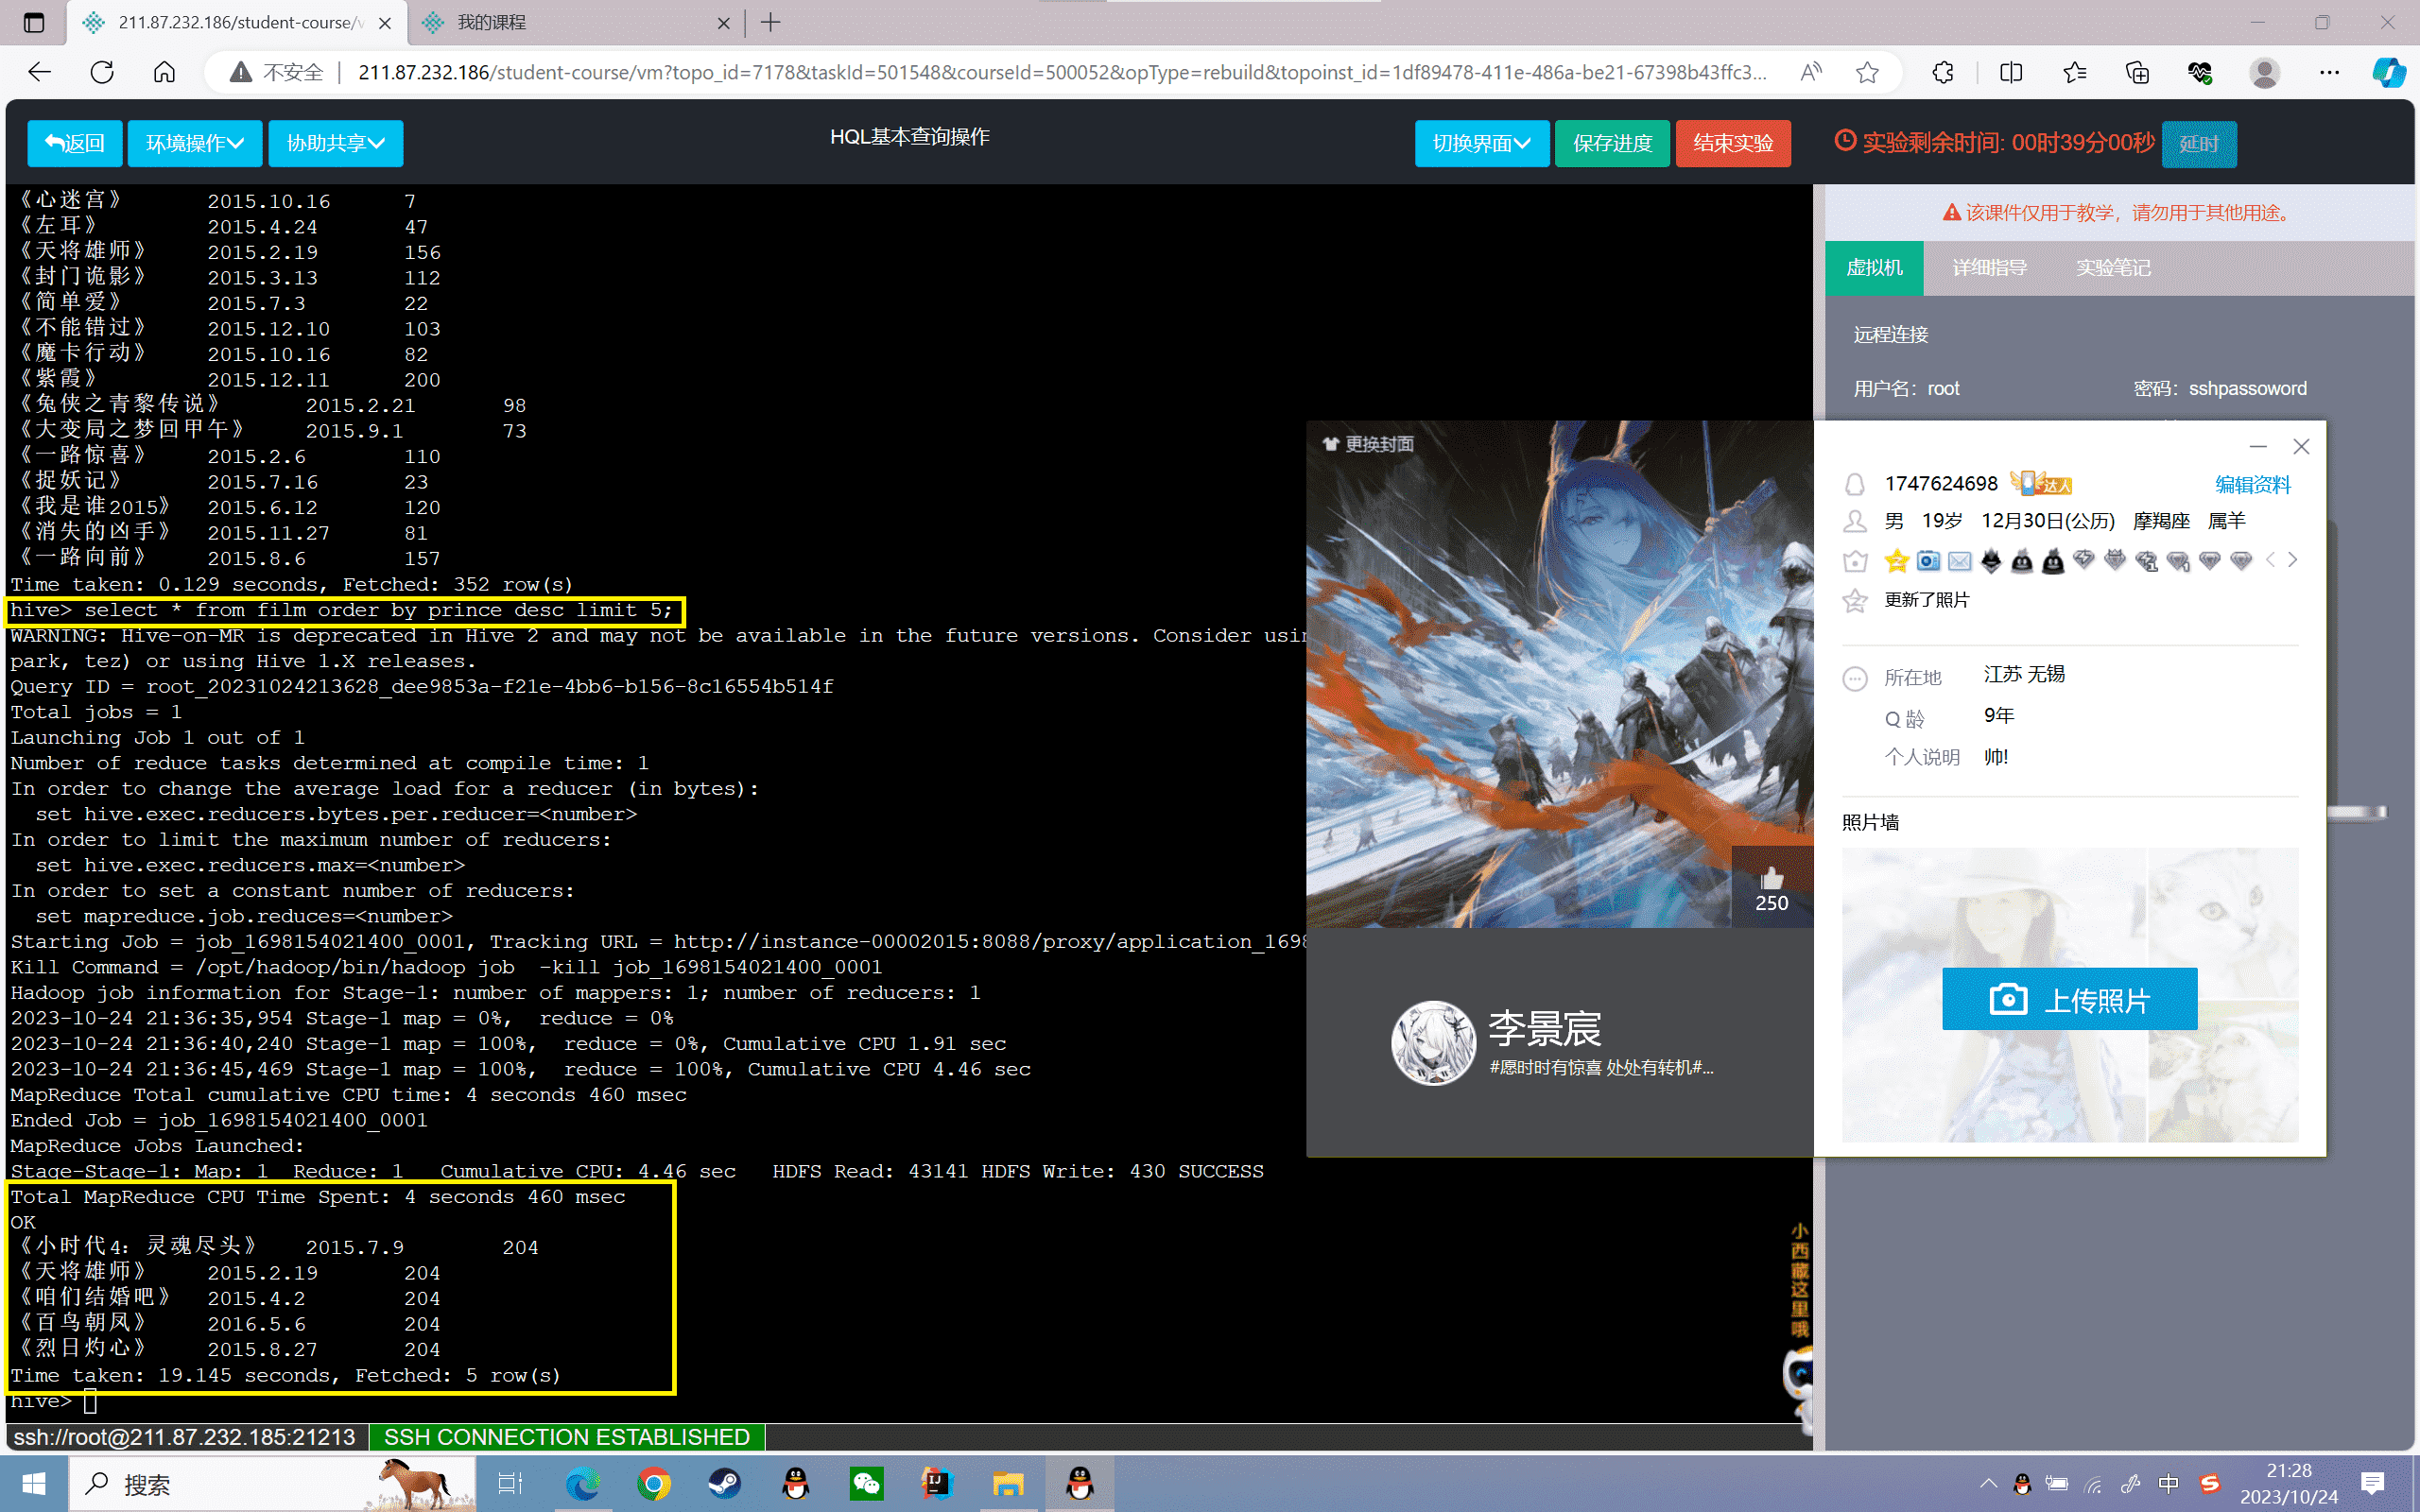 211.87.232.186/student-course/v
我的课程
不安全
211.87.232.186/student-course/vm?topo_id=7178&taskId=501548&courseId=500052&opType=rebuild&topoinst_id=1df89478-411e-486a-be21-67398b43ffc3...
返回
环境操作
协助共享
HQL基本查询操作
切换界面
保存进度
结束实验
实验剩余时间: 00时39分00秒
延时
《心迷宫》 2015.10.16 7
《左耳》 2015.4.24 47
《天将雄师》 2015.2.19 156
《封门诡影》 2015.3.13 112
《简单爱》 2015.7.3 22
《不能错过》 2015.12.10 103
《魔卡行动》 2015.10.16 82
《紫霞》 2015.12.11 200
《兔侠之青黎传说》 2015.2.21 98
《大变局之梦回甲午》 2015.9.1 73
《一路惊喜》 2015.2.6 110
《捉妖记》 2015.7.16 23
《我是谁2015》 2015.6.12 120
《消失的凶手》 2015.11.27 81
《一路向前》 2015.8.6 157
Time taken: 0.129 seconds, Fetched: 352 row(s)
hive> select * from film order by prince desc limit 5;
WARNING: Hive-on-MR is deprecated in Hive 2 and may not be available in the future versions. Consider usin
park, tez) or using Hive 1.X releases.
Query ID = root_20231024213628_dee9853a-f21e-4bb6-b156-8c16554b514f
Total jobs = 1
Launching Job 1 out of 1
Number of reduce tasks determined at compile time: 1
In order to change the average load for a reducer (in bytes):
set hive.exec.reducers.bytes.per.reducer=<number>
In order to limit the maximum number of reducers:
set hive.exec.reducers.max=<number>
In order to set a constant number of reducers:
set mapreduce.job.reduces=<number>
Starting Job = job_1698154021400_0001, Tracking URL = http://instance-00002015:8088/proxy/application_1698
Kill Command = /opt/hadoop/bin/hadoop job -kill job_1698154021400_0001
Hadoop job information for Stage-1: number of mappers: 1; number of reducers: 1
2023-10-24 21:36:35,954 Stage-1 map = 0%, reduce = 0%
2023-10-24 21:36:40,240 Stage-1 map = 100%, reduce = 0%, Cumulative CPU 1.91 sec
2023-10-24 21:36:45,469 Stage-1 map = 100%, reduce = 100%, Cumulative CPU 4.46 sec
MapReduce Total cumulative CPU time: 4 seconds 460 msec
Ended Job = job_1698154021400_0001
MapReduce Jobs Launched:
Stage-Stage-1: Map: 1 Reduce: 1 Cumulative CPU: 4.46 sec HDFS Read: 43141 HDFS Write: 430 SUCCESS
Total MapReduce CPU Time Spent: 4 seconds 460 msec
OK
《小时代4：灵魂尽头》 2015.7.9 204
《天将雄师》 2015.2.19 204
《咱们结婚吧》 2015.4.2 204
《百鸟朝凤》 2016.5.6 204
《烈日灼心》 2015.8.27 204
Time taken: 19.145 seconds, Fetched: 5 row(s)
hive>
ssh://root@211.87.232.185:21213
SSH CONNECTION ESTABLISHED
该课件仅用于教学，请勿用于其他用途。
虚拟机 详细指导 实验笔记
远程连接
用户名：root 密码：sshpassoword
更换封面
250
李景宸
#愿时时有惊喜 处处有转机#...
1747624698
达人
编辑资料
男 19岁 12月30日(公历) 摩羯座 属羊
更新了照片
所在地 江苏 无锡
Q 龄 9年
个人说明 帅!
照片墙
上传照片
小西藏这里哦
搜索
中
21:28
2023/10/24